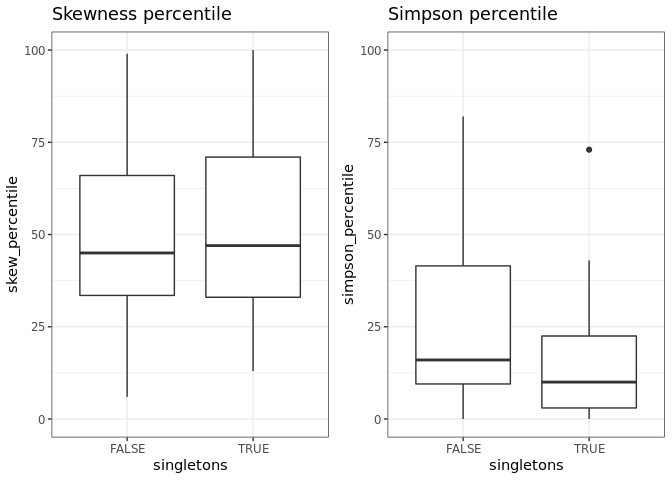 Skewness percentile
100
75
50
25
0
skew_percentile
FALSE
TRUE
singletons
Simpson percentile
100
75
50
25
0
simpson_percentile
FALSE
TRUE
singletons